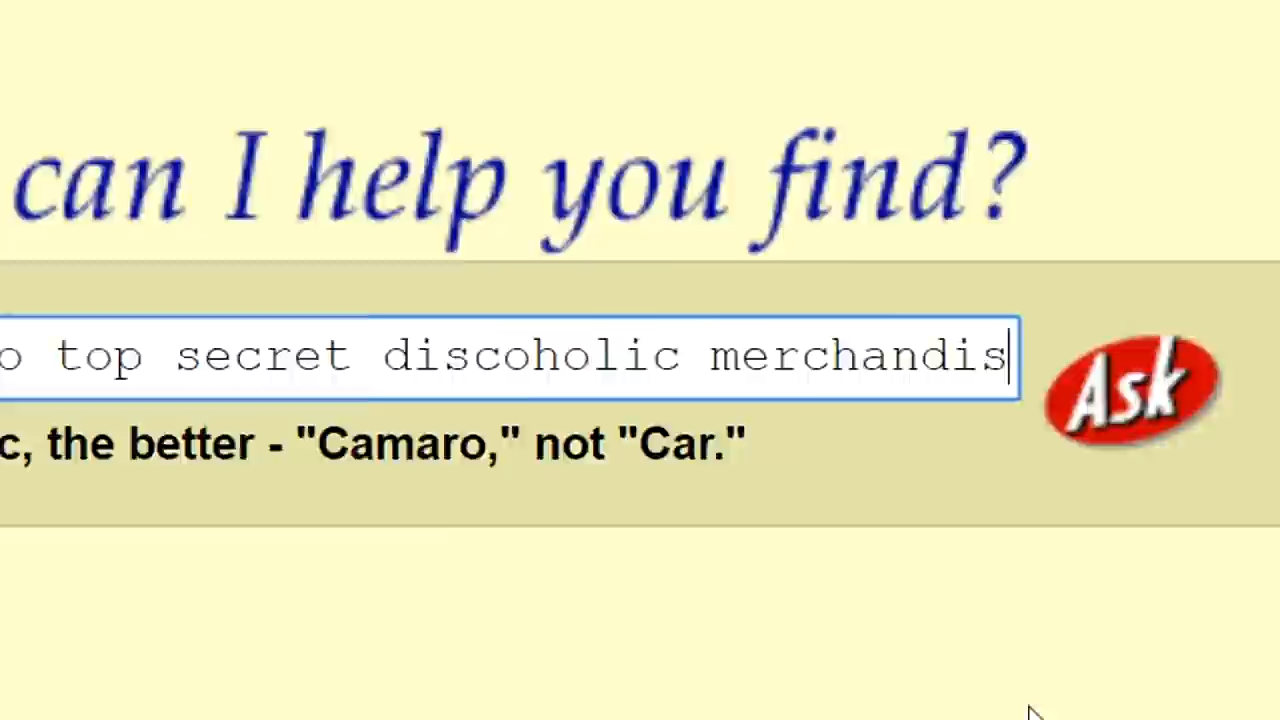 can I help you find?
o top secret discoholic merchandis
Ask
c, the better - "Camaro," not "Car."